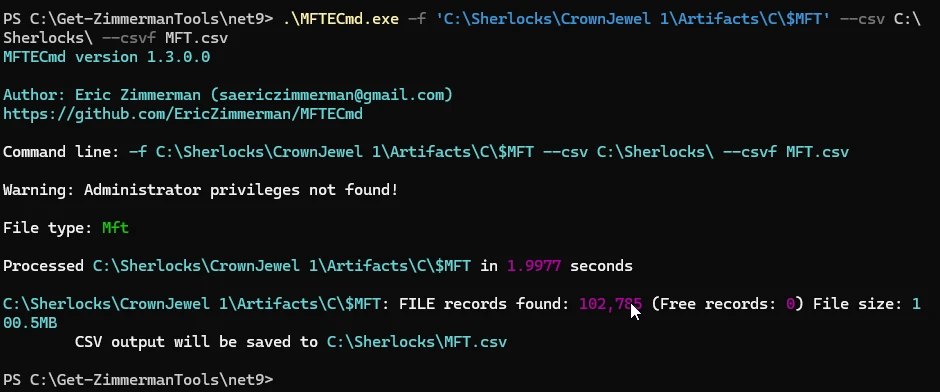 PS C:\Get-ZimmermanTools\net9> .\MFTECmd.exe -f 'C:\Sherlocks\CrownJewel 1\Artifacts\C\$MFT' --csv C:\
Sherlocks\ --csvf MFT.csv
MFTECmd version 1.3.0.0
Author: Eric Zimmerman (saericzimmerman@gmail.com)
https://github.com/EricZimmerman/MFTECmd
Command line: -f C:\Sherlocks\CrownJewel 1\Artifacts\C\$MFT --csv C:\Sherlocks\ --csvf MFT.csv
Warning: Administrator privileges not found!
File type: Mft
Processed C:\Sherlocks\CrownJewel 1\Artifacts\C\$MFT in 1.9977 seconds
C:\Sherlocks\CrownJewel 1\Artifacts\C\$MFT: FILE records found: 102,785 (Free records: 0) File size: 1
00.5MB
CSV output will be saved to C:\Sherlocks\MFT.csv
PS C:\Get-ZimmermanTools\net9>